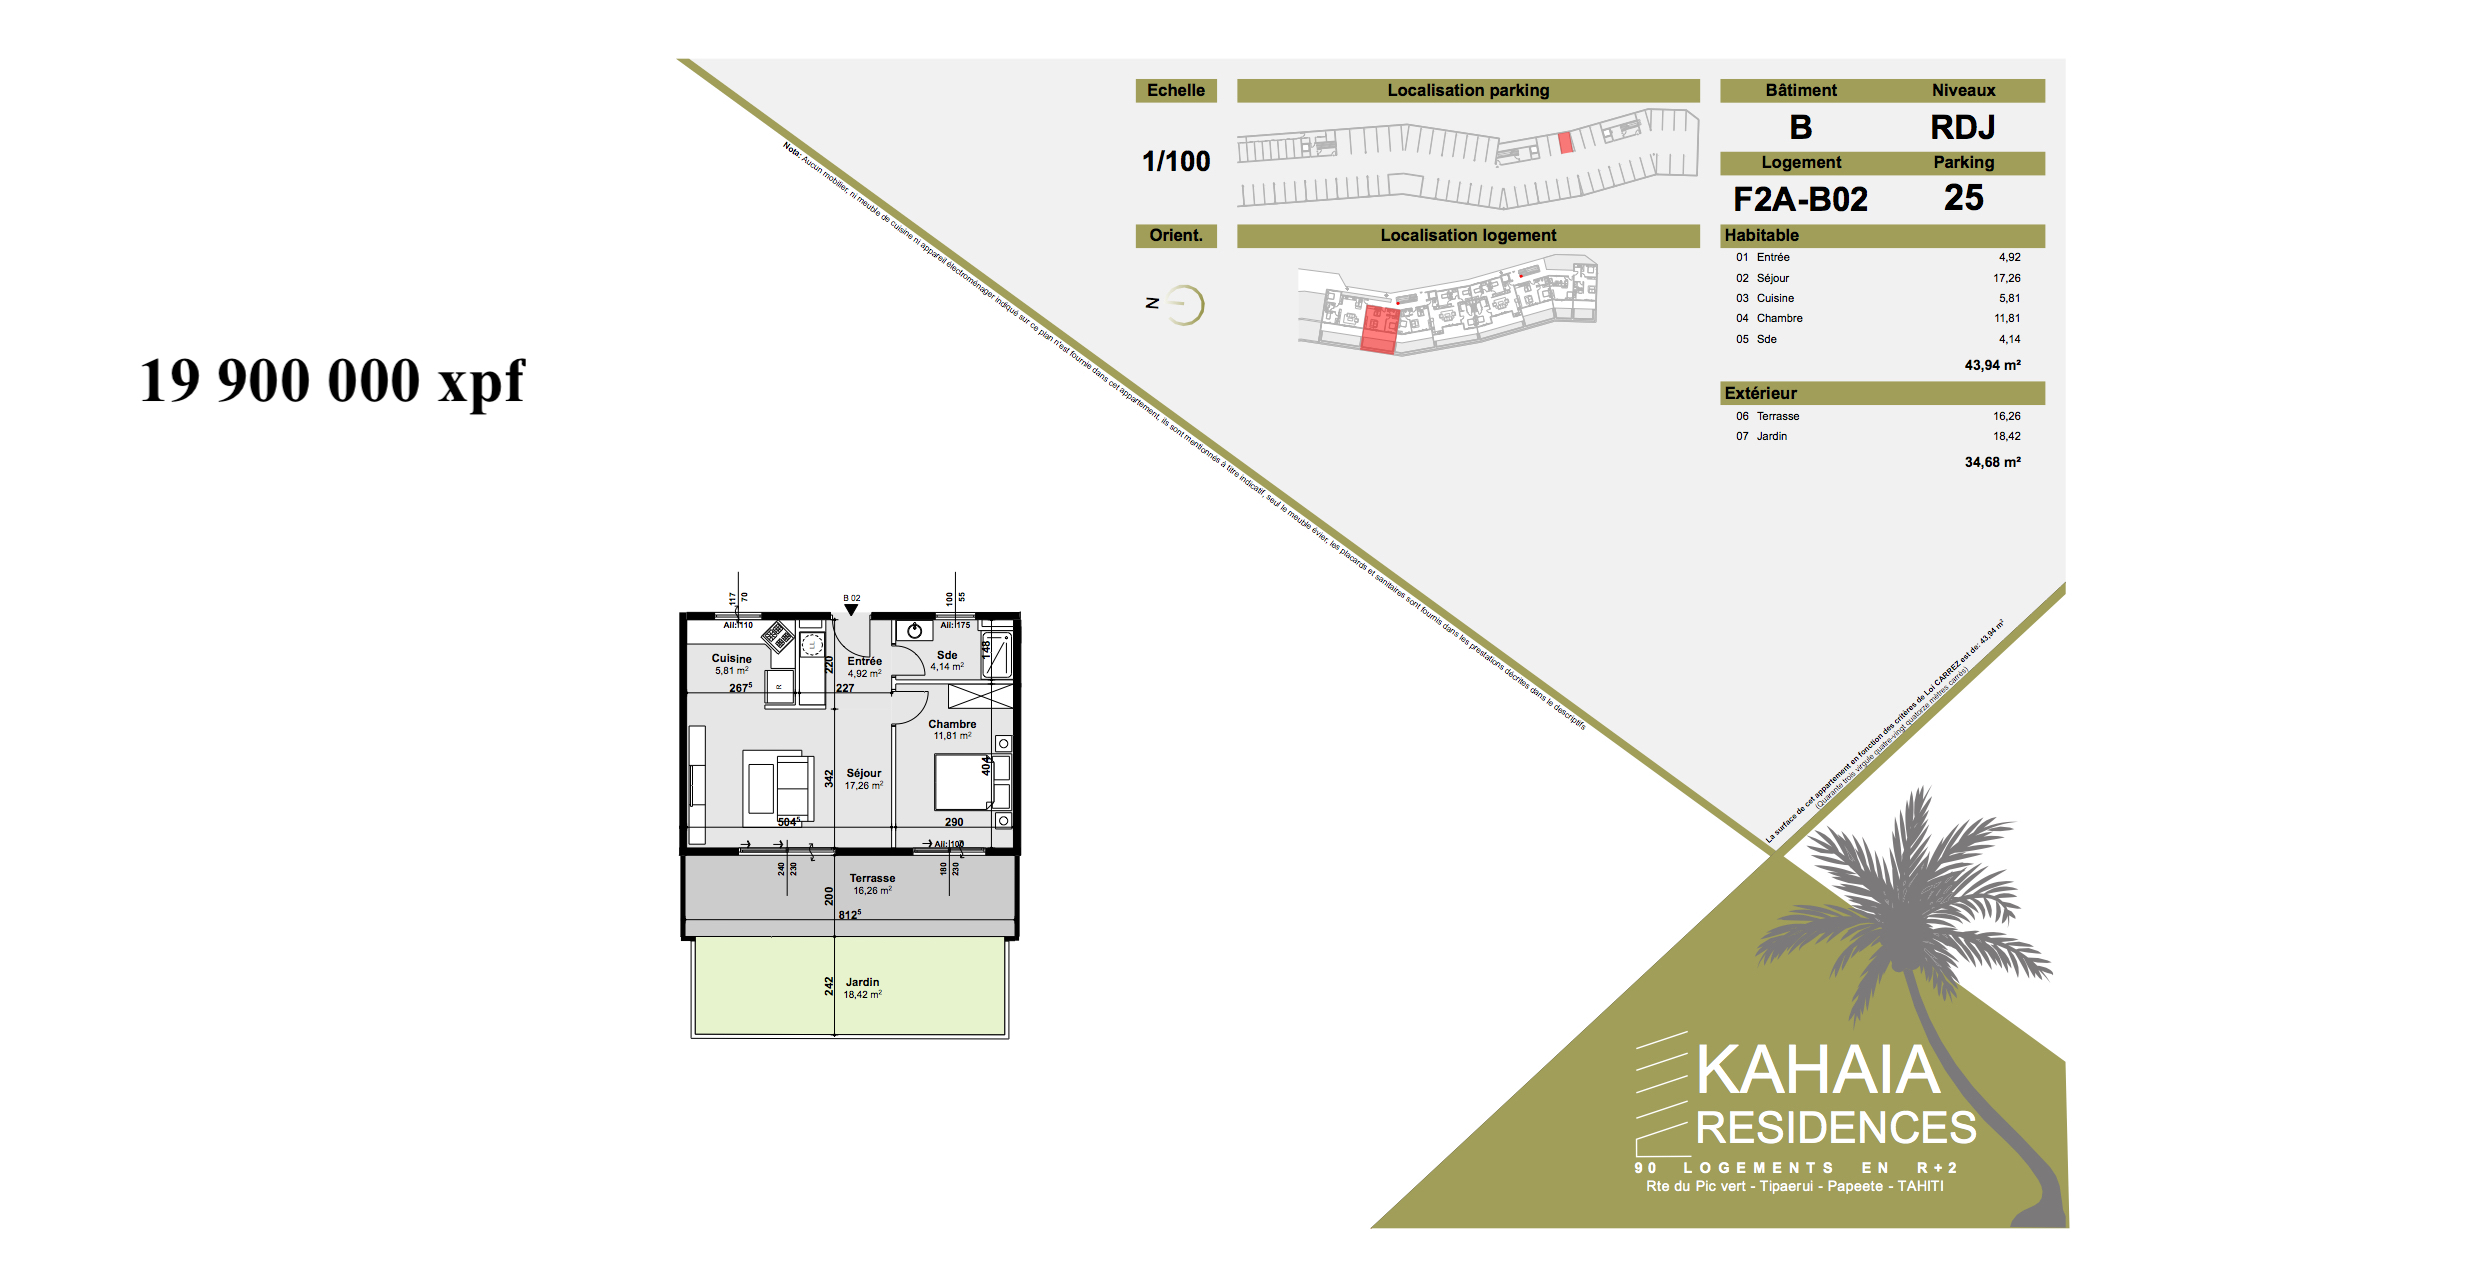 19 900 000 xpf
Echelle
1/100
Orient.
N
Localisation parking
Localisation logement
Bâtiment Niveaux
B RDJ
Logement Parking
F2A-B02 25
Habitable
01 Entrée 4,92
02 Séjour 17,26
03 Cuisine 5,81
04 Chambre 11,81
05 Sde 4,14
43,94 m²
Extérieur
06 Terrasse 16,26
07 Jardin 18,42
34,68 m²
Nota: Aucun mobilier, ni meuble de cuisine ni appareil électroménager indiqué sur ce plan n'est fournie dans cet appartement, ils sont mentionnés à titre indicatif, seul le meuble évier, les placards et sanitaires sont fournis dans les prestations décrites dans le descriptifs
La surface de cet appartement en fonction des critères de Loi CARREZ est de: 43,94 m²
(Quarante trois virgule quatre-vingt quatorze mètres carrés)
B 02
117
70
100
55
All: 110
All: 175
Cuisine
5,81 m²
267⁵
R
LL
220
Entrée
4,92 m²
227
Sde
4,14 m²
148
Chambre
11,81 m²
404
342
Séjour
17,26 m²
504⁵
290
All: 100
240
230
180
230
Terrasse
16,26 m²
200
812⁵
Jardin
18,42 m²
242
KAHAIA
RESIDENCES
90 LOGEMENTS EN R+2
Rte du Pic vert - Tipaerui - Papeete - TAHITI